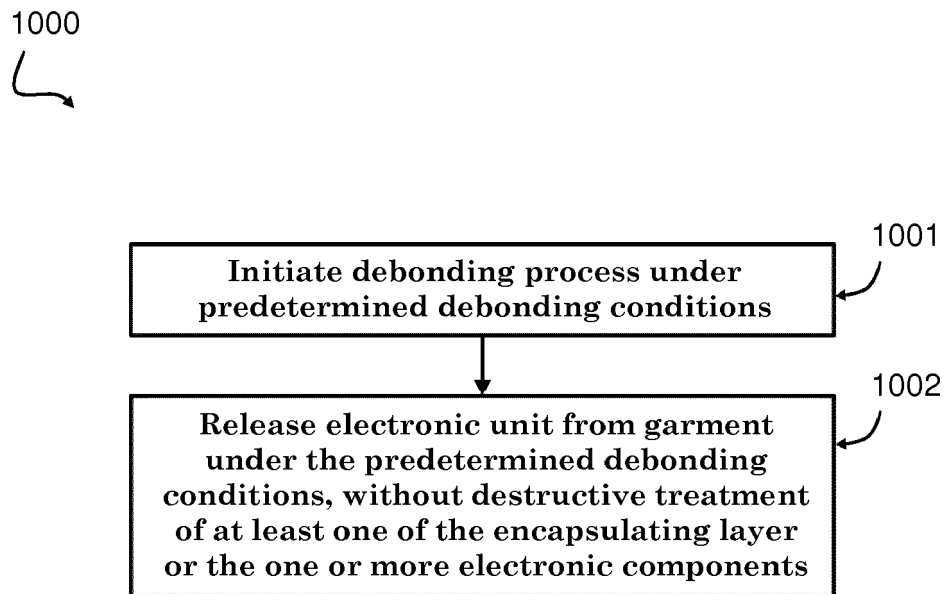 1000
1001
Initiate debonding process under
predetermined debonding conditions
1002
Release electronic unit from garment
under the predetermined debonding
conditions, without destructive treatment
of at least one of the encapsulating layer
or the one or more electronic components